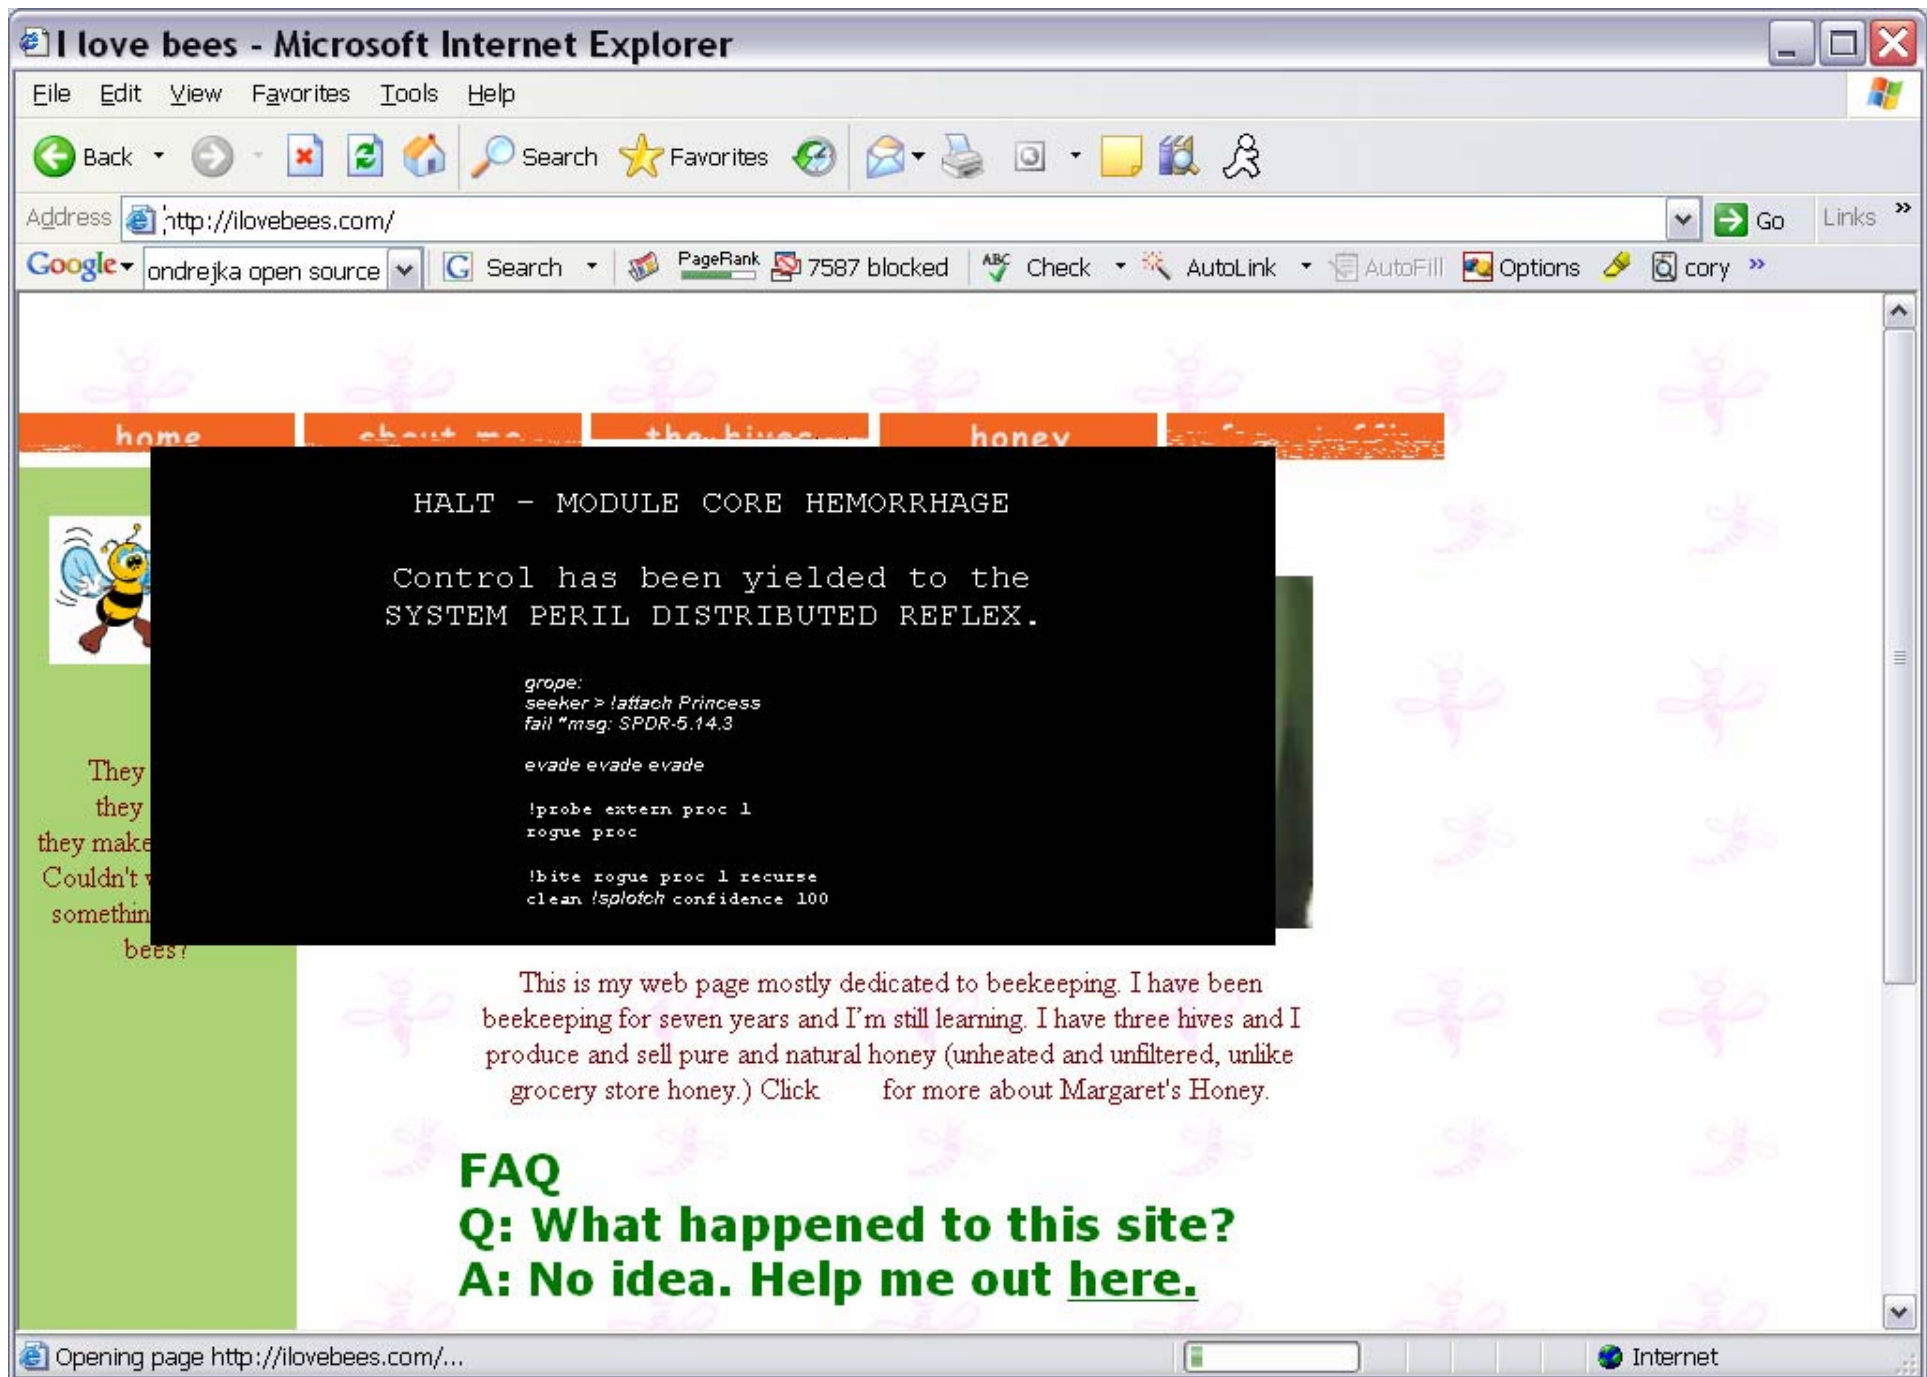 I love bees - Microsoft Internet Explorer
File Edit View Favorites Tools Help
Back Search Favorites
Address http://ilovebees.com/ Go Links »
Google ondrejka open source G Search PageRank 7587 blocked ABC Check AutoLink AutoFill Options cory »
home about me the hives honey
HALT - MODULE CORE HEMORRHAGE
Control has been yielded to the
SYSTEM PERIL DISTRIBUTED REFLEX.
grope:
seeker > !attach Princess
fail *msg: SPDR-5.14.3
evade evade evade
!probe extern proc 1
rogue proc
!bite rogue proc 1 recurse
clean !splotch confidence 100
They
they
they make
Couldn't
somethin
bees?
This is my web page mostly dedicated to beekeeping. I have been
beekeeping for seven years and I'm still learning. I have three hives and I
produce and sell pure and natural honey (unheated and unfiltered, unlike
grocery store honey.) Click for more about Margaret's Honey.
FAQ
Q: What happened to this site?
A: No idea. Help me out here.
Opening page http://ilovebees.com/... Internet